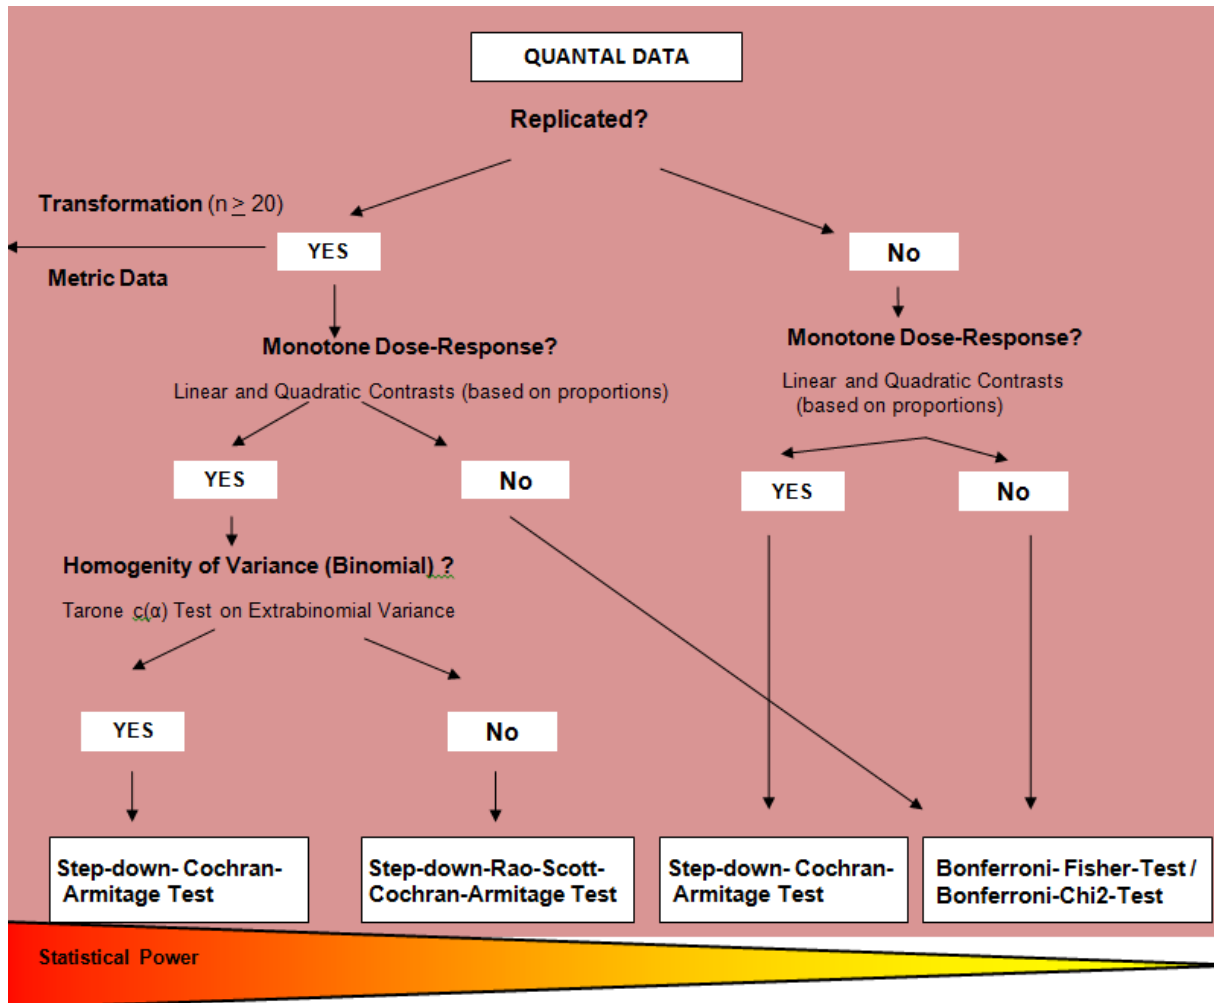 QUANTAL DATA
Replicated?
Transformation (n ≥ 20)
YES
No
Metric Data
Monotone Dose-Response?
Linear and Quadratic Contrasts (based on proportions)
Monotone Dose-Response?
Linear and Quadratic Contrasts
(based on proportions)
YES
No
YES
No
Homogenity of Variance (Binomial) ?
Tarone c(α) Test on Extrabinomial Variance
YES
No
Step-down- Cochran-
Armitage Test
Step-down-Rao-Scott-
Cochran-Armitage Test
Step-down- Cochran-
Armitage Test
Bonferroni- Fisher-Test /
Bonferroni-Chi2-Test
Statistical Power